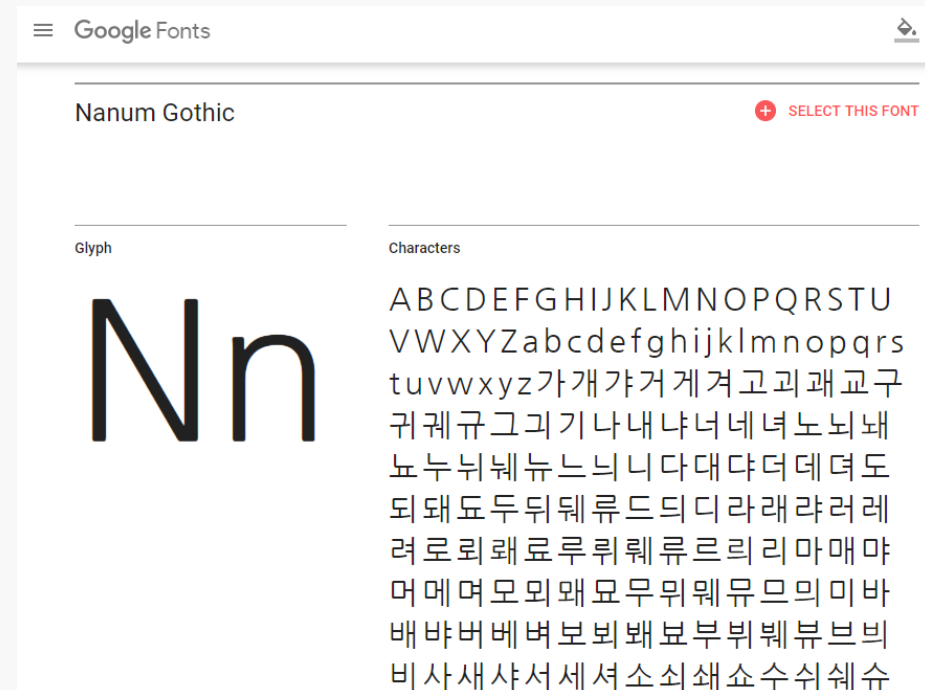 Google Fonts
Nanum Gothic
SELECT THIS FONT
Glyph
Characters
Nn
ABCDEFGHIJKLMNOPQRSTU
VWXYZabcdefghijklmnopqrs
tuvwxyz가개갸거게겨고괴괘교구
귀궤규그긔기나내냐너네녀노뇌놰
뇨누뉘눼뉴느늬니다대댜더데뎌도
되돼됴두뒤뒈류드듸디라래랴러레
려로뢰뢔료루뤼뤠류르릐리마매먀
머메며모뫼뫠묘무뮈뭬뮤므믜미바
배뱌버베벼보뵈봬뵤부뷔붸뷰브븨
비사새샤서세셔소쇠쇄쇼수쉬쉐슈